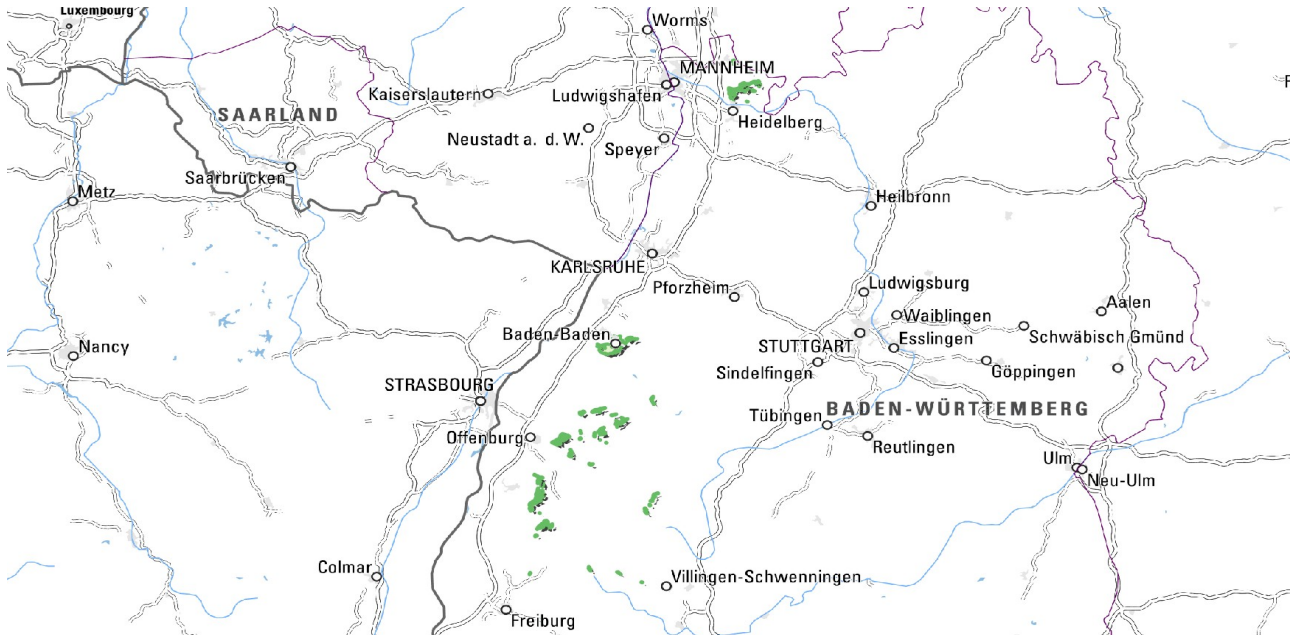 Luxembourg
Worms
MANNHEIM
Kaiserslautern
Ludwigshafen
SAARLAND
Heidelberg
Neustadt a. d. W.
Speyer
Saarbrücken
Metz
Heilbronn
KARLSRUHE
Pforzheim
Ludwigsburg
Aalen
Waiblingen
Baden-Baden
Schwäbisch Gmünd
Nancy
STUTTGART
Esslingen
Sindelfingen
Göppingen
STRASBOURG
BADEN-WÜRTTEMBERG
Tübingen
Offenburg
Reutlingen
Ulm
Neu-Ulm
Colmar
Villingen-Schwenningen
Freiburg